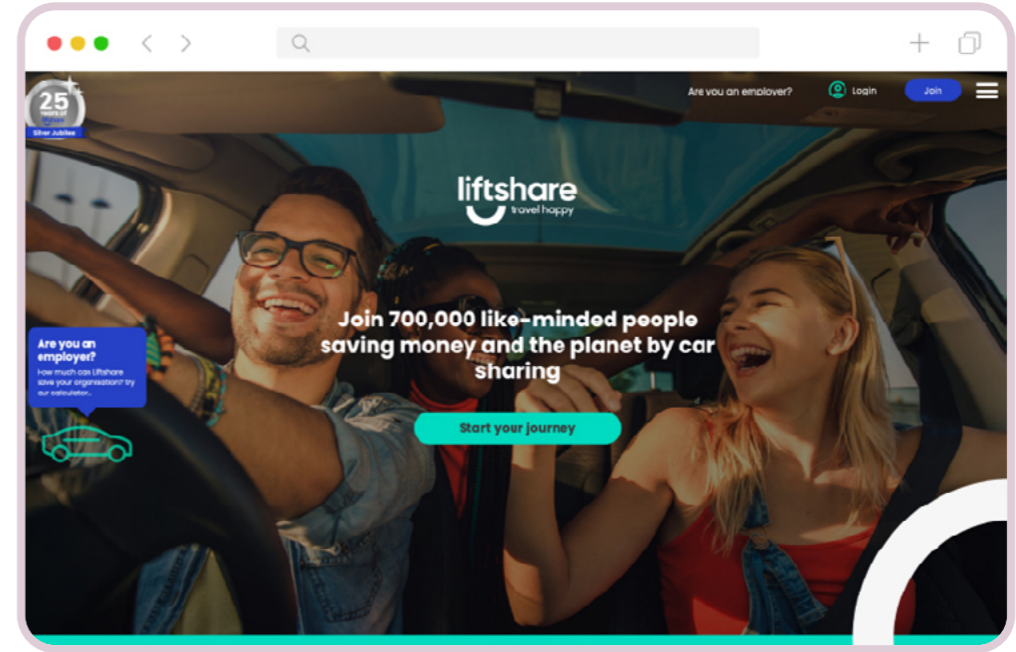 25
YEARS OF
Silver Jubilee
Are you an employer?
Login
Join
liftshare
travel happy
Join 700,000 like-minded people
saving money and the planet by car
sharing
Start your journey
Are you an
employer?
How much can Liftshare
save your organisation? Try
our calculator...